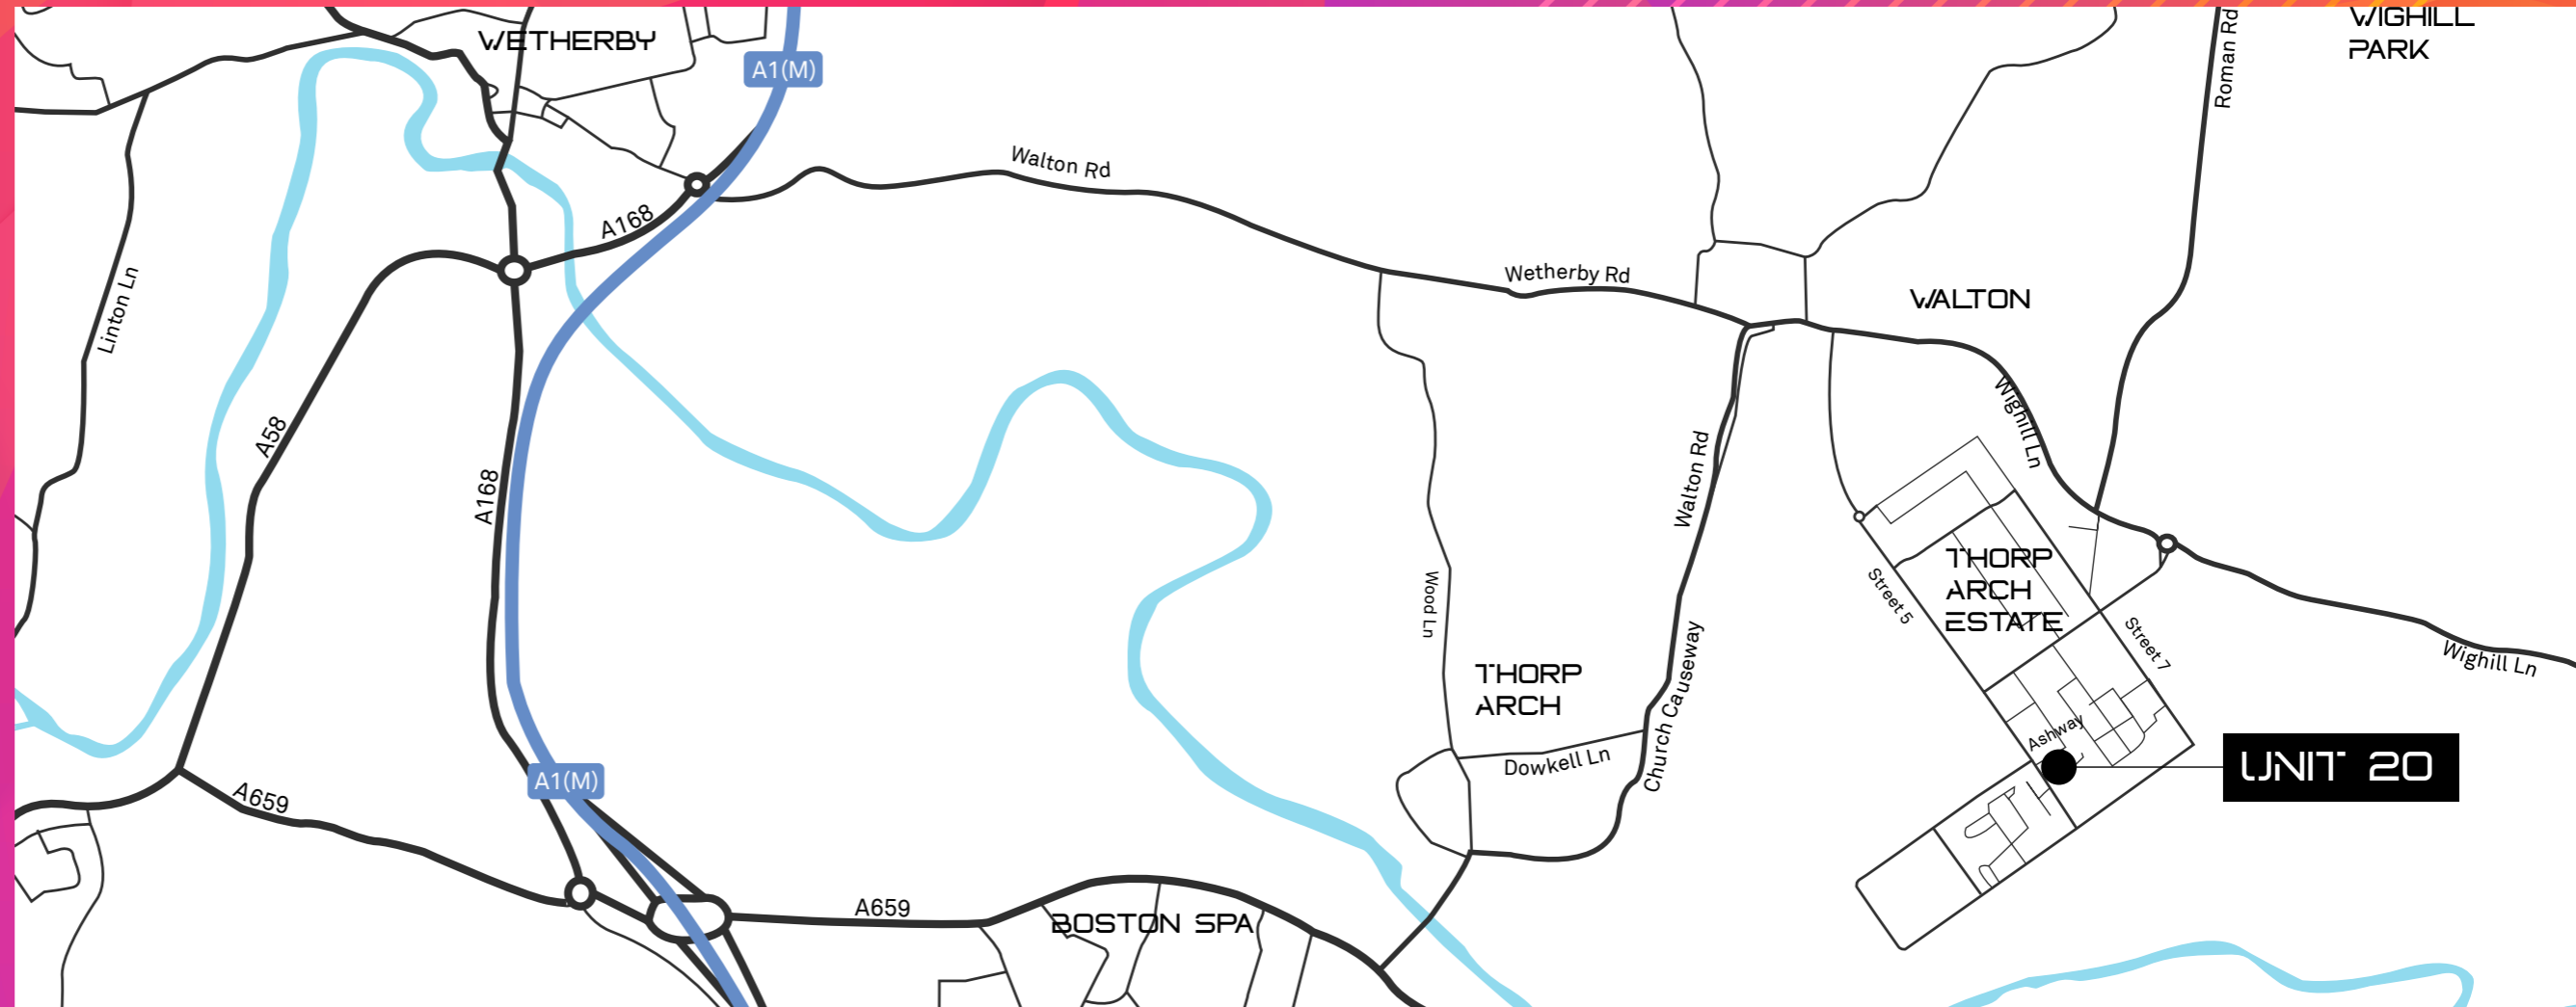 WIGHILL
PARK
WETHERBY
Roman Rd
A1(M)
Walton Rd
A168
Linton Ln
Wetherby Rd
WALTON
Wighill Ln
A58
A168
Walton Rd
THORP
ARCH
ESTATE
Street 5
Wood Ln
Street 7
Wighill Ln
THORP
ARCH
Church Causeway
Ashway
Dowkell Ln
UNIT 20
A1(M)
A659
A659
BOSTON SPA